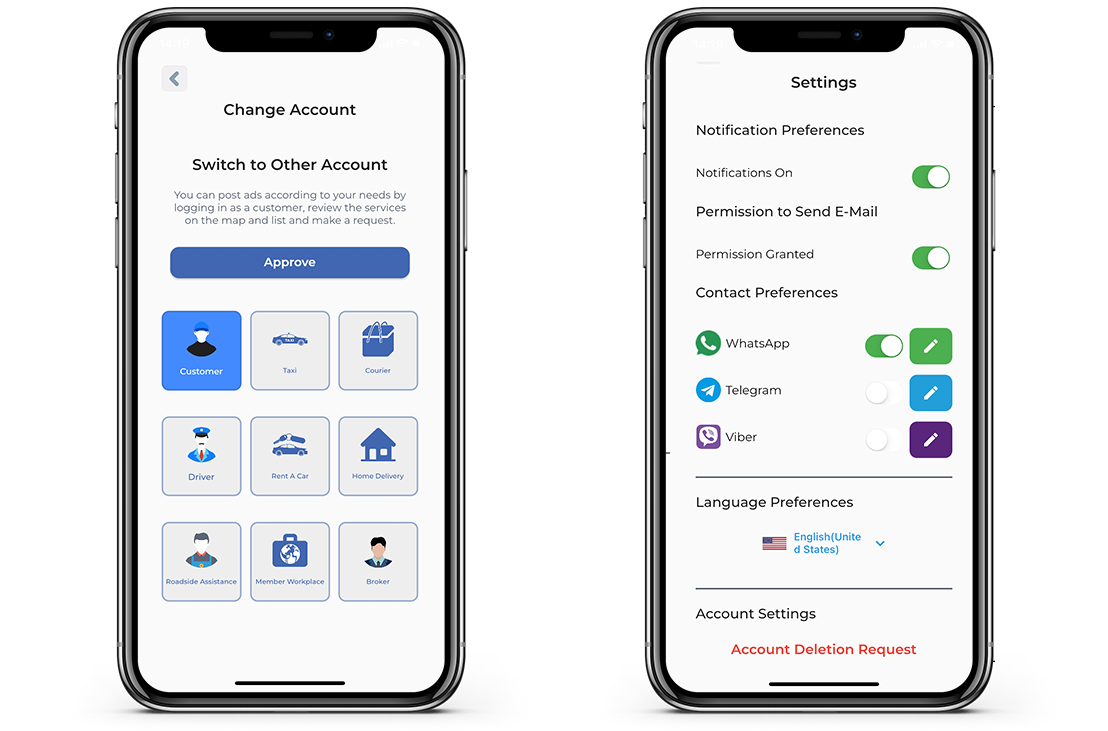 Change Account
Switch to Other Account
You can post ads according to your needs by
logging in as a customer, review the services
on the map and list and make a request.
Approve
Customer
TAXI
Taxi
Courier
Driver
Rent A Car
Home Delivery
Roadside Assistance
Member Workplace
Broker
Settings
Notification Preferences
Notifications On
Permission to Send E-Mail
Permission Granted
Contact Preferences
WhatsApp
Telegram
Viber
Language Preferences
English(Unite
d States)
Account Settings
Account Deletion Request